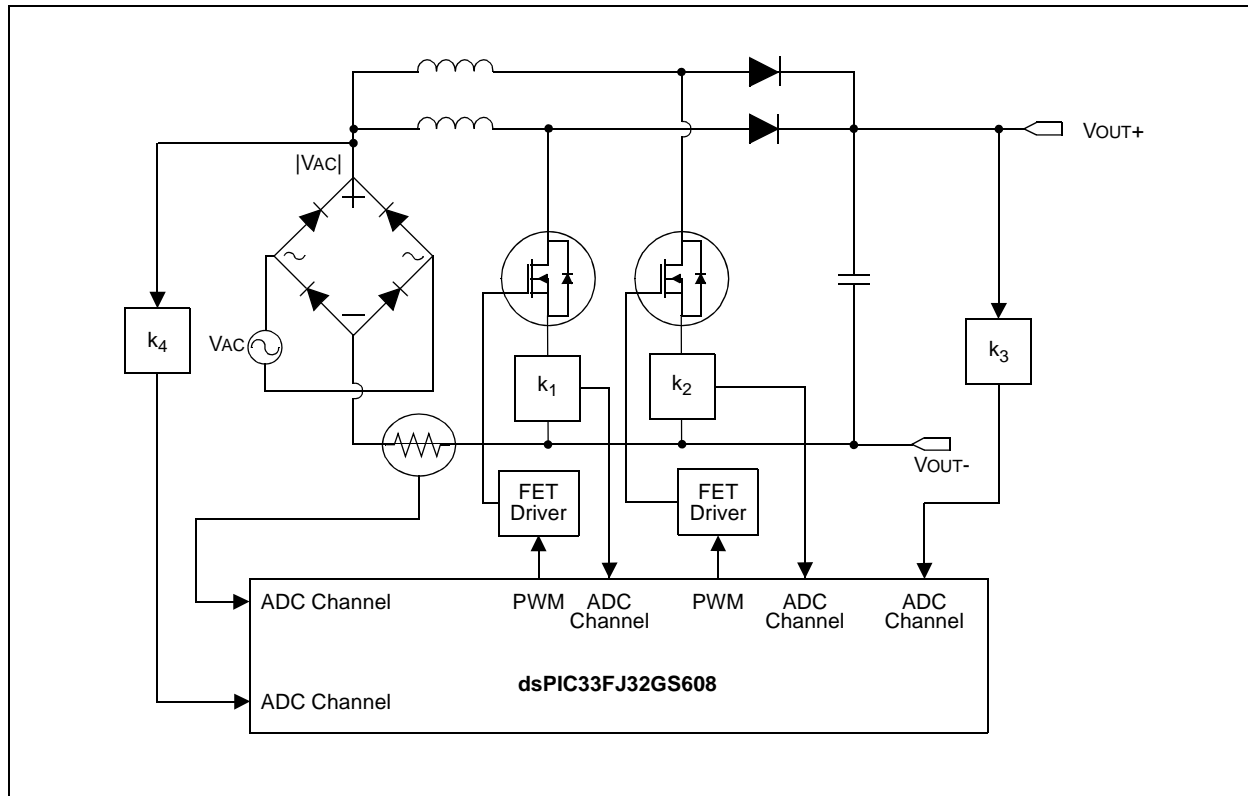 VOUT+
|VAC|
k4
VAC
k1
k2
k3
VOUT-
FET
Driver
FET
Driver
ADC Channel
PWM
ADC
Channel
PWM
ADC
Channel
ADC
Channel
dsPIC33FJ32GS608
ADC Channel